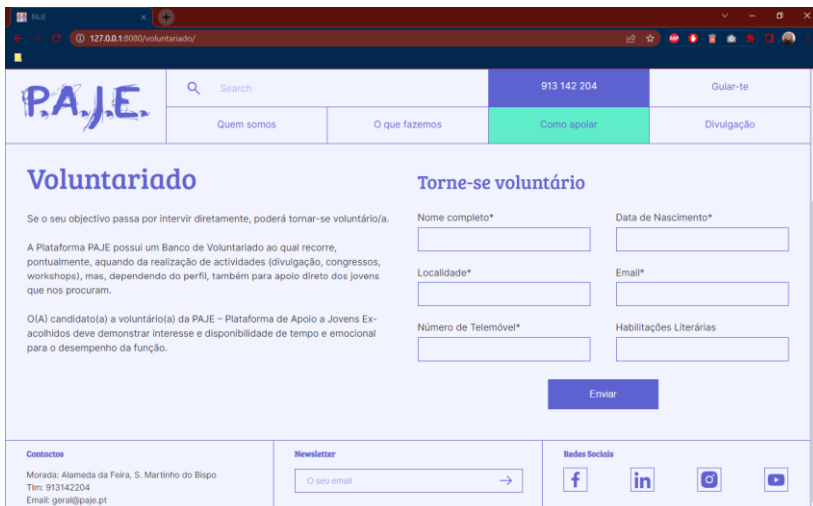 PAJE
127.0.0.1:8080/voluntariado/
P.A.J.E.
Search
913 142 204
Guiar-te
Quem somos
O que fazemos
Como apoiar
Divulgação
Voluntariado
Se o seu objectivo passa por intervir diretamente, poderá tornar-se voluntário/a.
A Plataforma PAJE possui um Banco de Voluntariado ao qual recorre,
pontualmente, aquando da realização de actividades (divulgação, congressos,
workshops), mas, dependendo do perfil, também para apoio direto dos jovens
que nos procuram.
O(A) candidato(a) a voluntário(a) da PAJE – Plataforma de Apoio a Jovens Ex-
acolhidos deve demonstrar interesse e disponibilidade de tempo e emocional
para o desempenho da função.
Torne-se voluntário
Nome completo*
Data de Nascimento*
Localidade*
Email*
Número de Telemóvel*
Habilitações Literárias
Enviar
Contactos
Morada: Alameda da Feira, S. Martinho do Bispo
Tlm: 913142204
Email: geral@paje.pt
Newsletter
O seu email
Redes Sociais